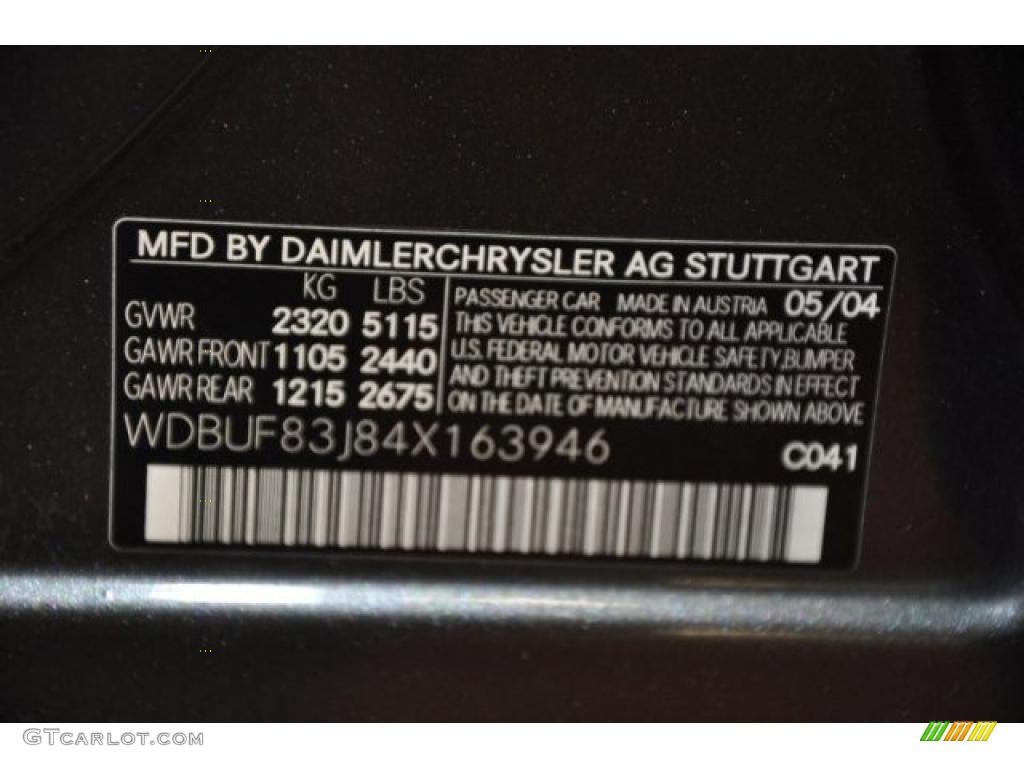 MFD BY DAIMLERCHRYSLER AG STUTTGART
KG LBS
GVWR 2320 5115
GAWR FRONT 1105 2440
GAWR REAR 1215 2675
PASSENGER CAR MADE IN AUSTRIA 05/04
THIS VEHICLE CONFORMS TO ALL APPLICABLE
U.S. FEDERAL MOTOR VEHICLE SAFETY, BUMPER
AND THEFT PREVENTION STANDARDS IN EFFECT
ON THE DATE OF MANUFACTURE SHOWN ABOVE
WDBUF83J84X163946
C041
GTCARLOT.COM